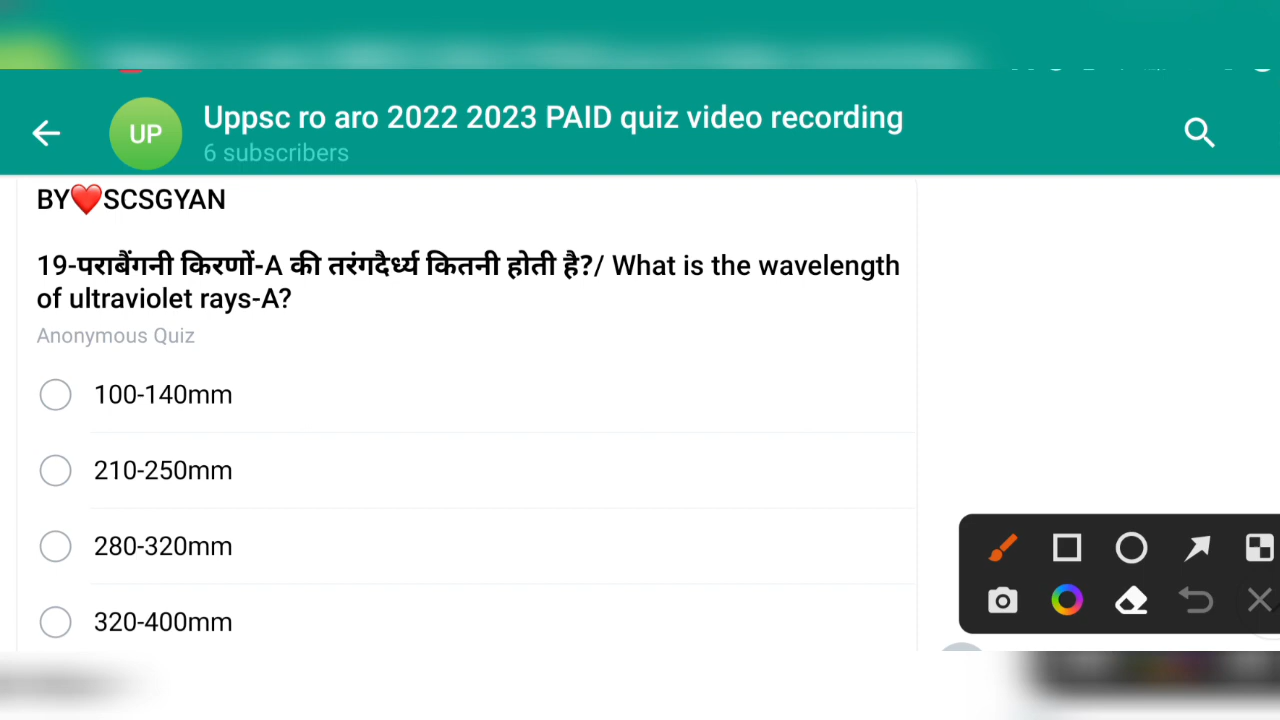 Uppsc ro aro 2022 2023 PAID quiz video recording
UP
6 subscribers
BY❤️SCSGYAN
19-पराबैंगनी किरणों-A की तरंगदैर्ध्य कितनी होती है?/ What is the wavelength
of ultraviolet rays-A?
Anonymous Quiz
100-140mm
210-250mm
280-320mm
320-400mm